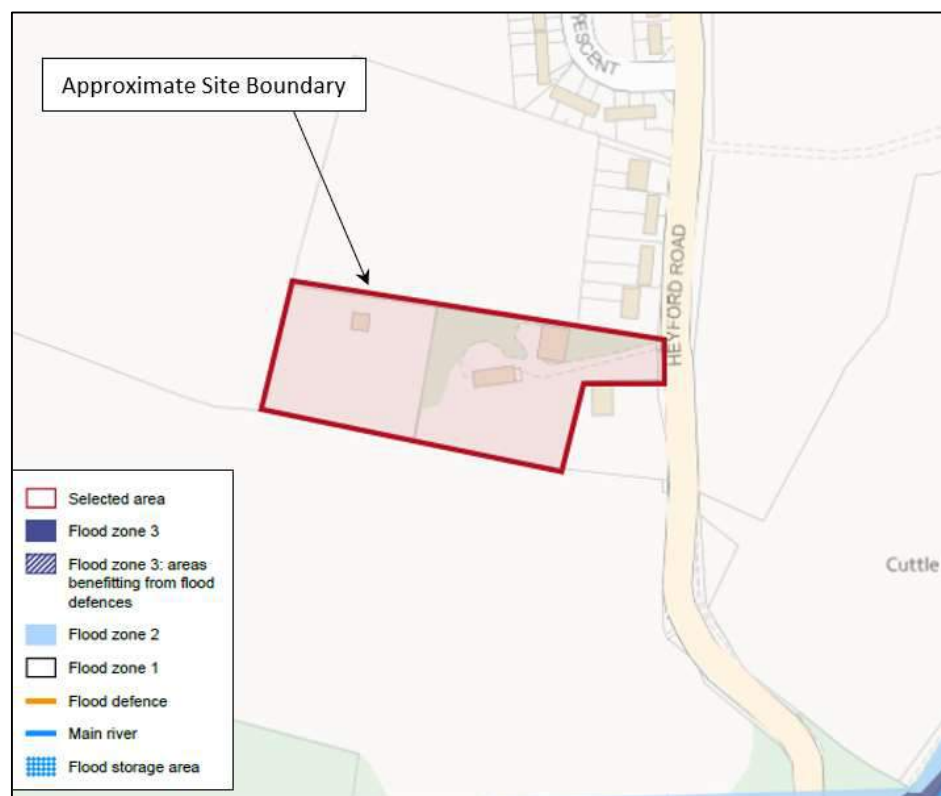 RESCENT
Approximate Site Boundary
HEYFORD ROAD
Cuttle
Selected area
Flood zone 3
Flood zone 3: areas
benefitting from flood
defences
Flood zone 2
Flood zone 1
Flood defence
Main river
Flood storage area